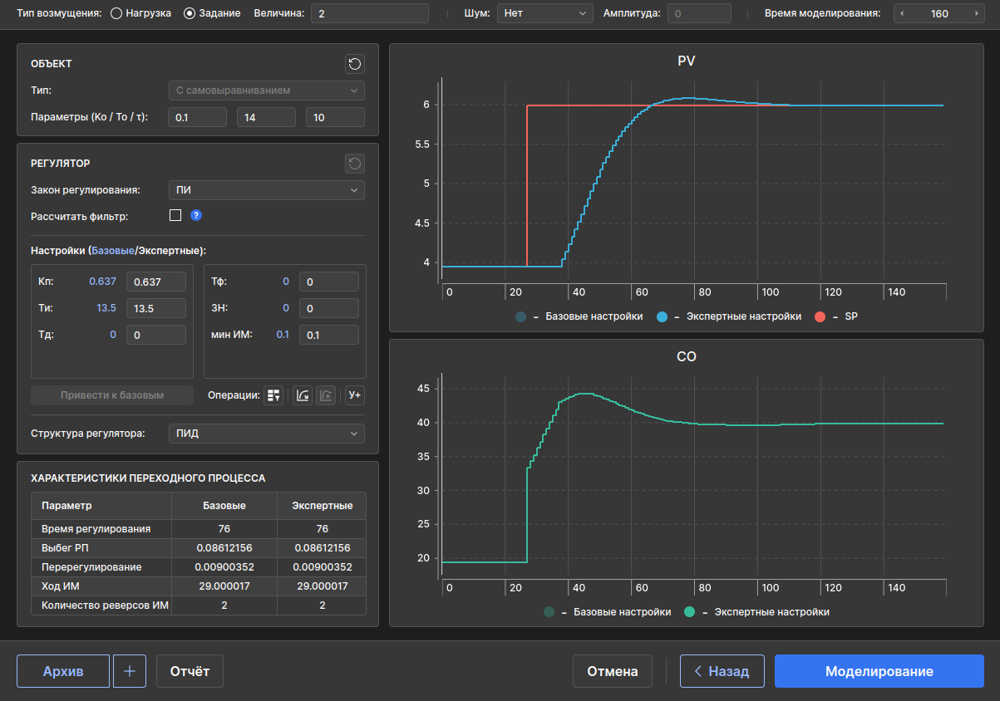 Тип возмущения: Нагрузка Задание Величина: 2 Шум: Нет Амплитуда: 0 Время моделирования: 160
ОБЪЕКТ
Тип: С самовыравниванием
Параметры (Ко / То / τ): 0.1 14 10
РЕГУЛЯТОР
Закон регулирования: ПИ
Рассчитать фильтр: ?
Настройки (Базовые/Экспертные):
Кп: 0.637 0.637 Тф: 0 0
Ти: 13.5 13.5 ЗН: 0 0
Тд: 0 0 мин ИМ: 0.1 0.1
Привести к базовым Операции: У+
Структура регулятора: ПИД
ХАРАКТЕРИСТИКИ ПЕРЕХОДНОГО ПРОЦЕССА
Параметр Базовые Экспертные
Время регулирования 76 76
Выбег РП 0.08612156 0.08612156
Перерегулирование 0.00900352 0.00900352
Ход ИМ 29.000017 29.000017
Количество реверсов ИМ 2 2
PV
6
5.5
5
4.5
4
0 20 40 60 80 100 120 140
– Базовые настройки – Экспертные настройки – SP
CO
45
40
35
30
25
20
0 20 40 60 80 100 120 140
– Базовые настройки – Экспертные настройки
Архив + Отчёт Отмена Назад Моделирование